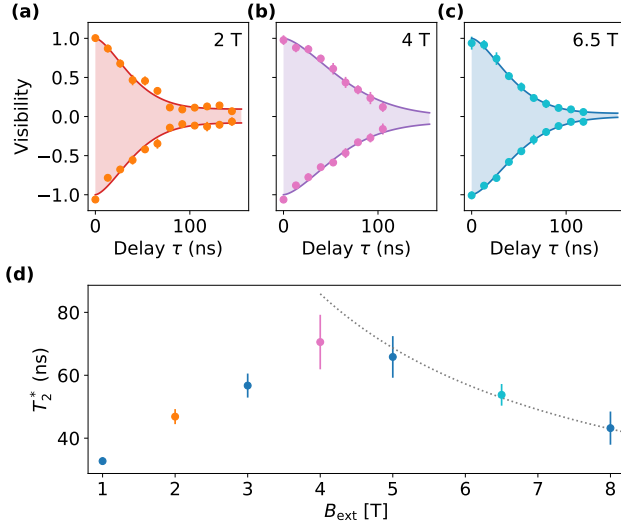 (a)
(b)
(c)
2 T
4 T
6.5 T
Visibility
1.0
0.5
0.0
−0.5
−1.0
0
100
0
100
0
100
Delay τ (ns)
Delay τ (ns)
Delay τ (ns)
(d)
T₂* (ns)
80
60
40
1
2
3
4
5
6
7
8
B_ext [T]